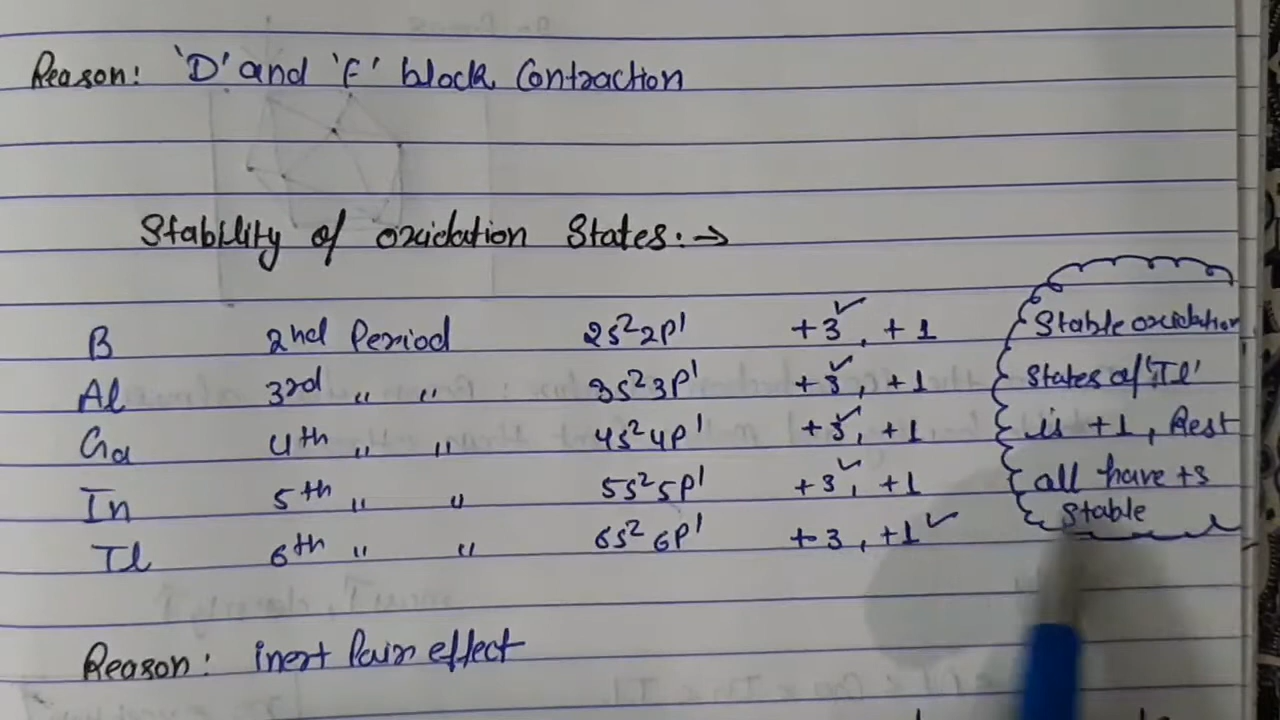 Reason: 'D' and 'F' block Contraction
Stability of oxidation States:→
B 2nd Period 2s²2p¹ +3✓, +1
Al 3rd " " 3s²3p¹ +3✓, +1
Ga 4th " " 4s²4p¹ +3✓, +1
In 5th " " 5s²5p¹ +3✓, +1
Tl 6th " " 6s²6p¹ +3, +1✓
Stable oxidation
States of 'Tl'
is +1, Rest
all have +3
Stable
Reason: inert Pair effect